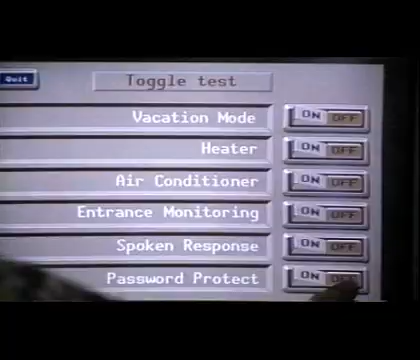 Quit
Toggle test
Vacation Mode ON OFF
Heater ON OFF
Air Conditioner ON OFF
Entrance Monitoring ON OFF
Spoken Response ON OFF
Password Protect ON OFF